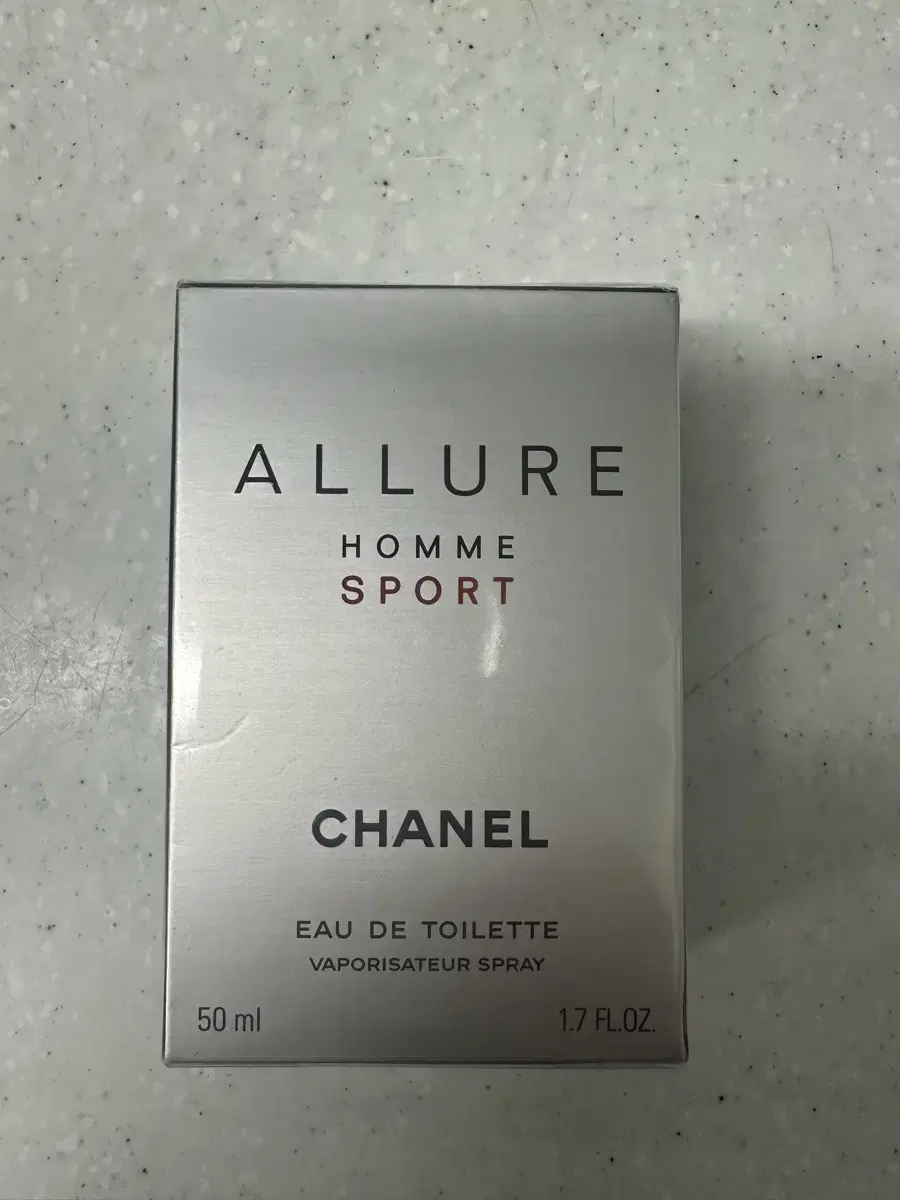 ALLURE
HOMME
SPORT
CHANEL
EAU DE TOILETTE
VAPORISATEUR SPRAY
50 ml 1.7 FL.OZ.